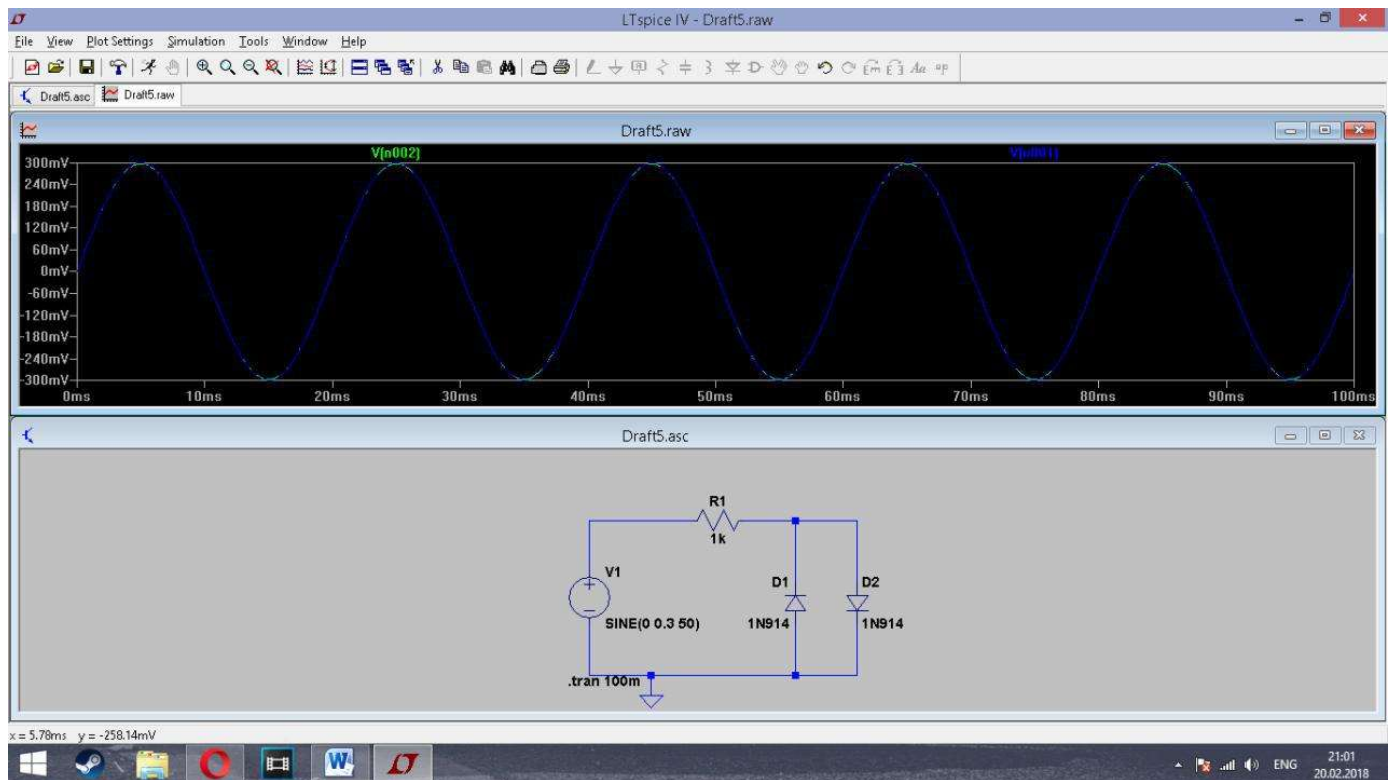 LTspice IV - Draft5.raw
File View Plot Settings Simulation Tools Window Help
Draft5.asc Draft5.raw
Draft5.raw
V(n002) V(n001)
300mV
240mV
180mV
120mV
60mV
0mV
-60mV
-120mV
-180mV
-240mV
-300mV
0ms 10ms 20ms 30ms 40ms 50ms 60ms 70ms 80ms 90ms 100ms
Draft5.asc
R1
1k
V1
D1 D2
SINE(0 0.3 50) 1N914 1N914
.tran 100m
x = 5.78ms y = -258.14mV
ENG 21:01
20.02.2018